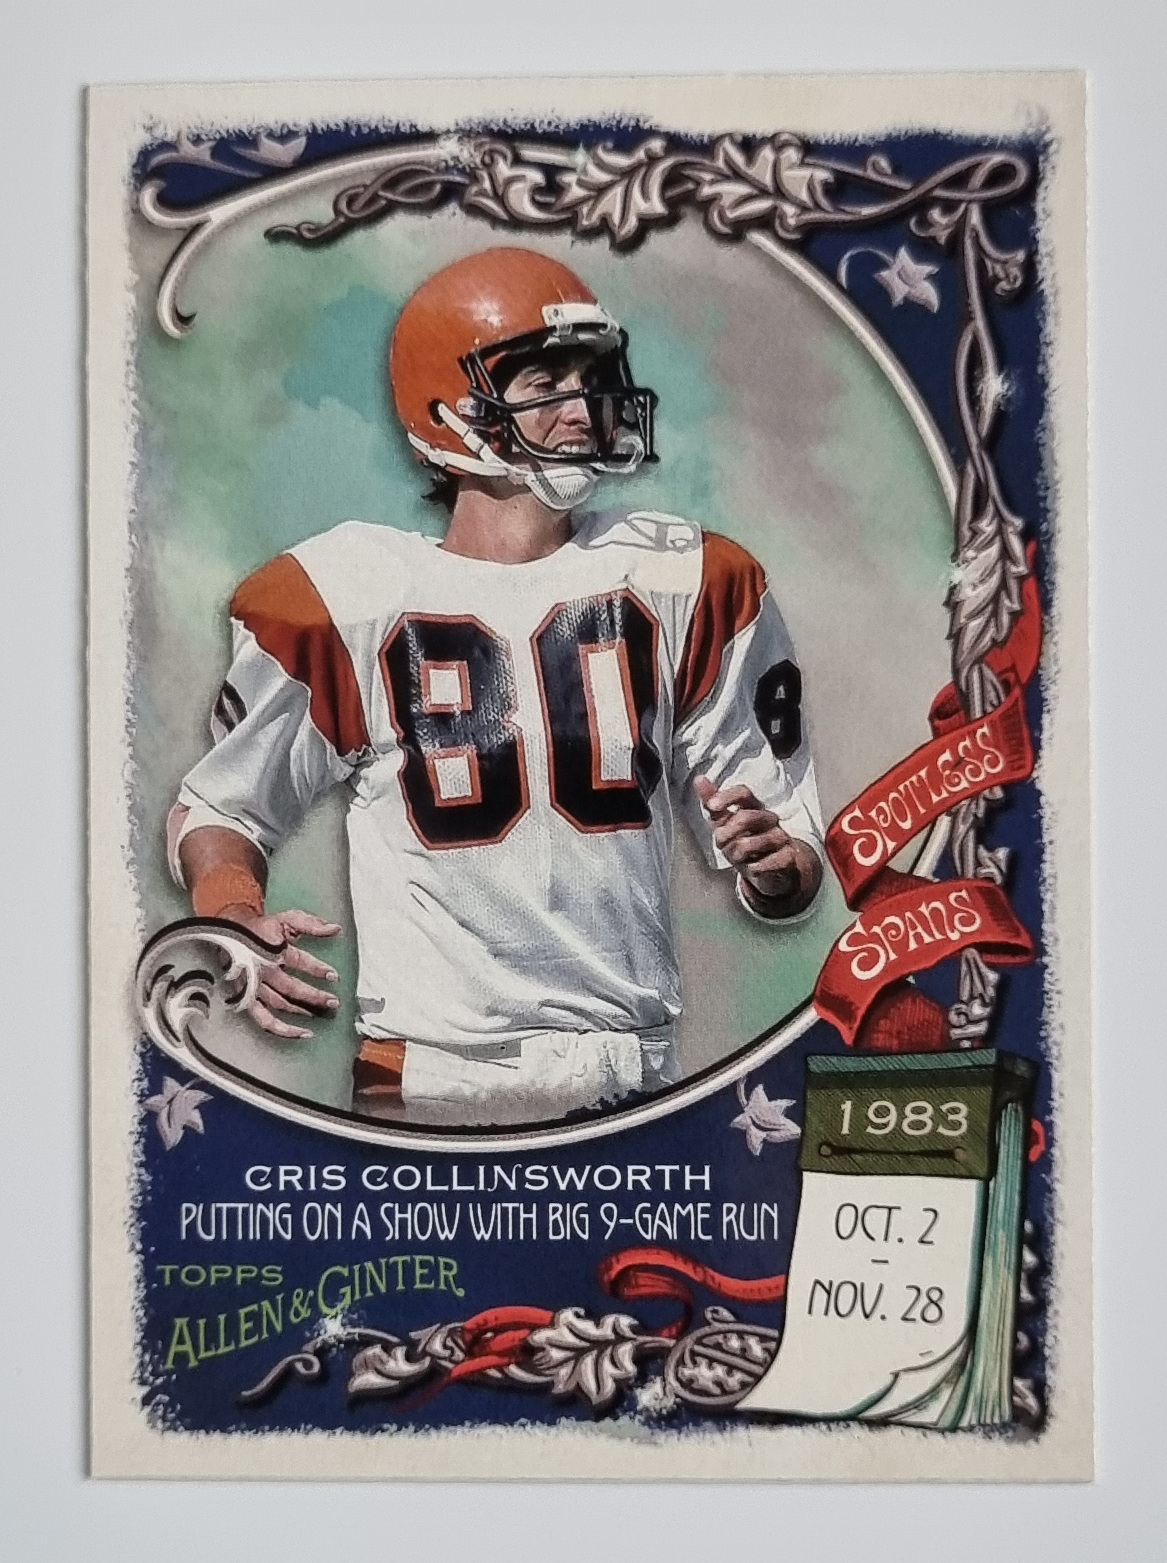 80
8
SPOTLESS
SPANS
1983
OCT. 2
–
NOV. 28
CRIS COLLINSWORTH
PUTTING ON A SHOW WITH BIG 9-GAME RUN
TOPPS
ALLEN & GINTER